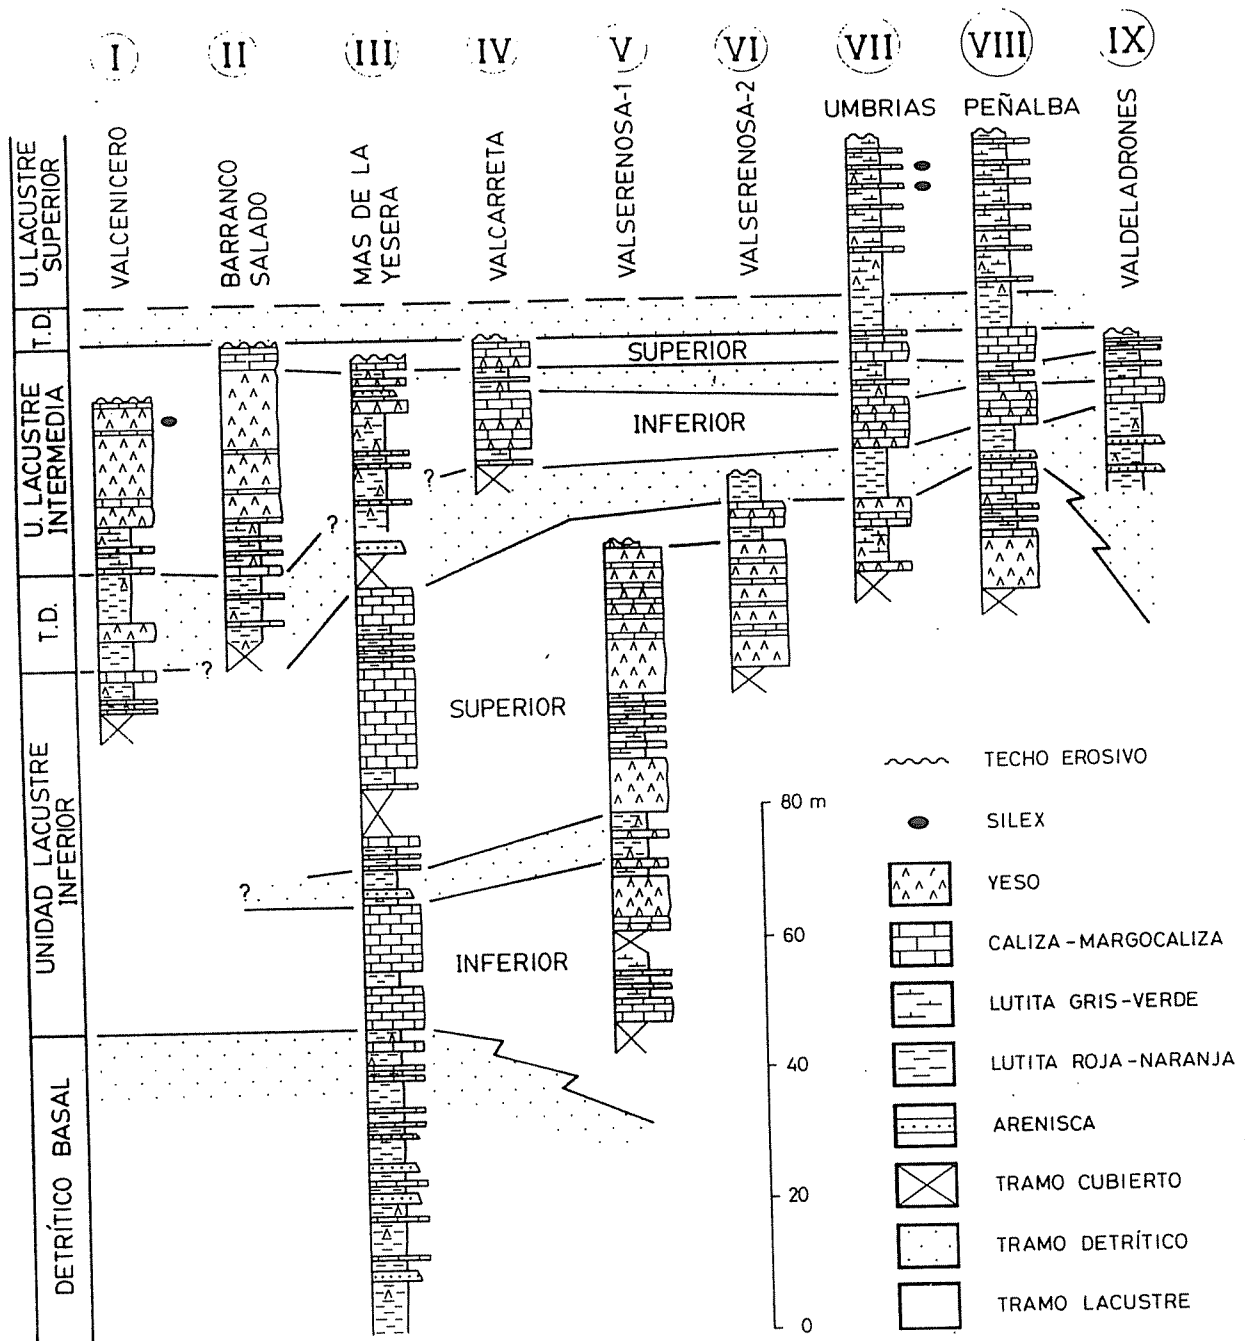 I
II
III
IV
V
VI
VII
VIII
IX
VALCENICERO
BARRANCO
SALADO
MAS DE LA
YESERA
VALCARRETA
VALSERENOSA-1
VALSERENOSA-2
UMBRIAS
PEÑALBA
VALDELADRONES
U. LACUSTRE
SUPERIOR
T.D.
U. LACUSTRE
INTERMEDIA
T.D.
UNIDAD LACUSTRE
INFERIOR
DETRÍTICO BASAL
SUPERIOR
INFERIOR
?
?
?
SUPERIOR
?
INFERIOR
80 m
60
40
20
0
TECHO EROSIVO
SILEX
YESO
CALIZA-MARGOCALIZA
LUTITA GRIS-VERDE
LUTITA ROJA-NARANJA
ARENISCA
TRAMO CUBIERTO
TRAMO DETRÍTICO
TRAMO LACUSTRE